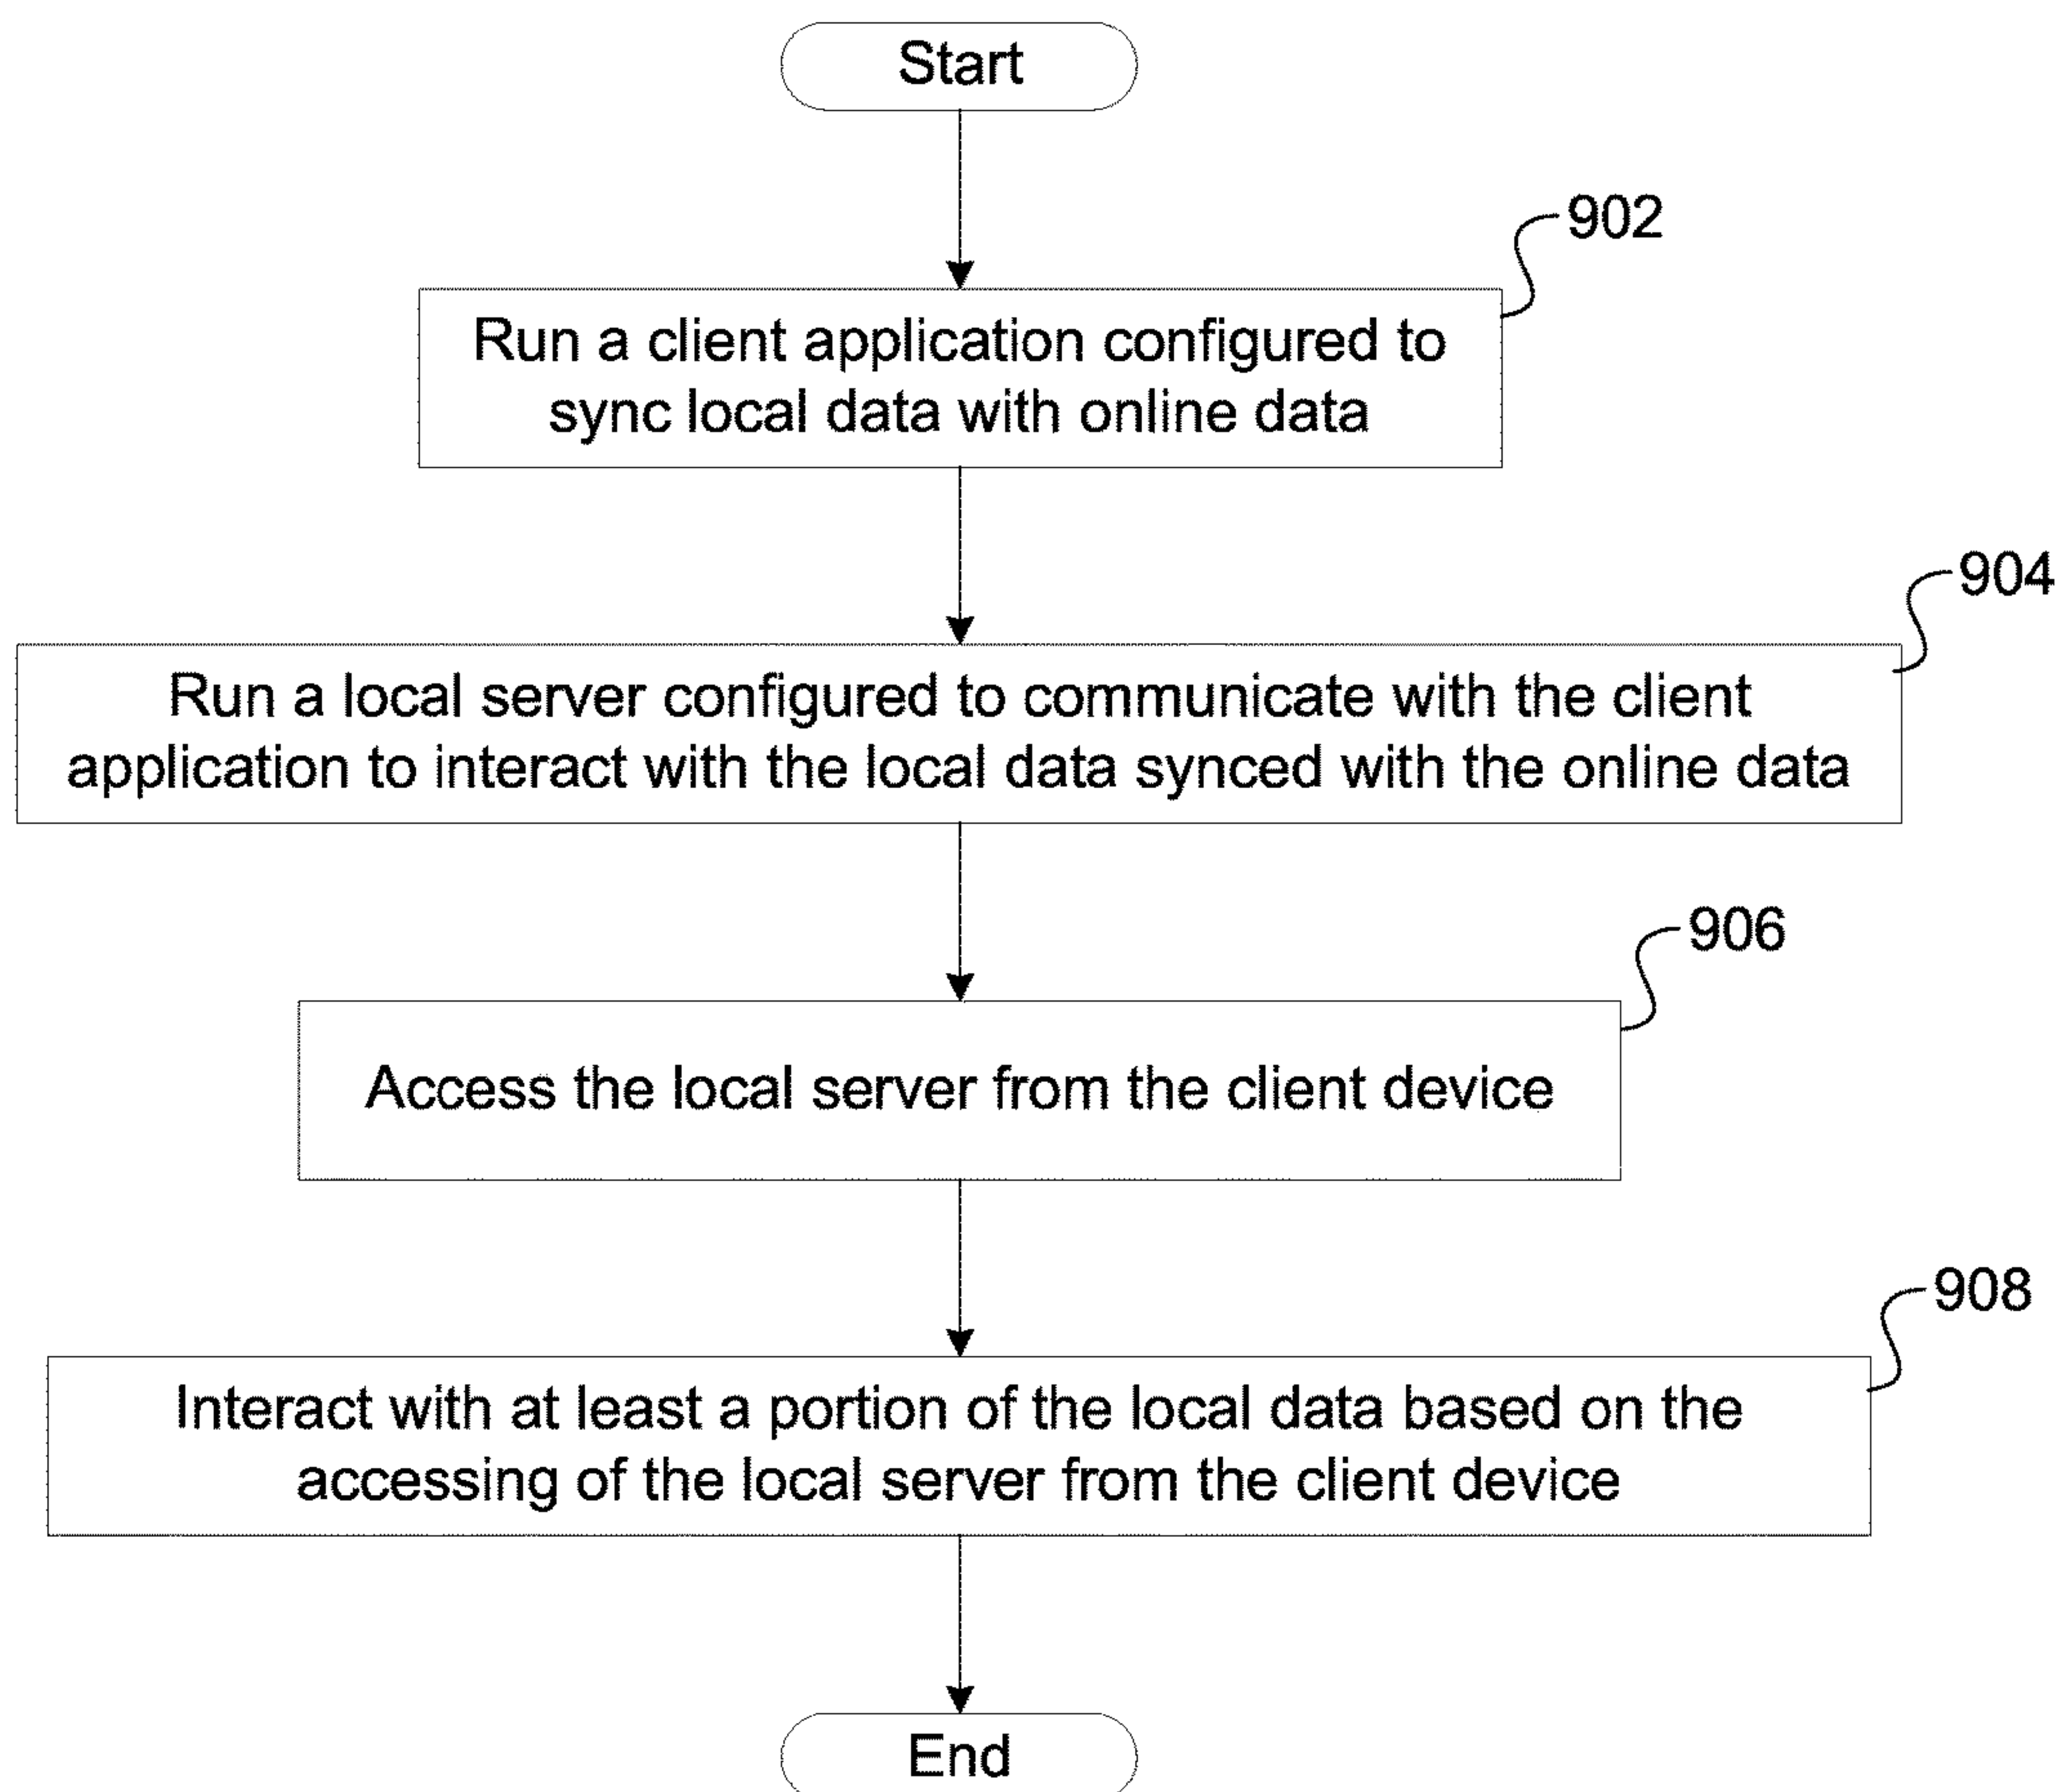 Start
902
Run a client application configured to
sync local data with online data
904
Run a local server configured to communicate with the client
application to interact with the local data synced with the online data
906
Access the local server from the client device
908
Interact with at least a portion of the local data based on the
accessing of the local server from the client device
End